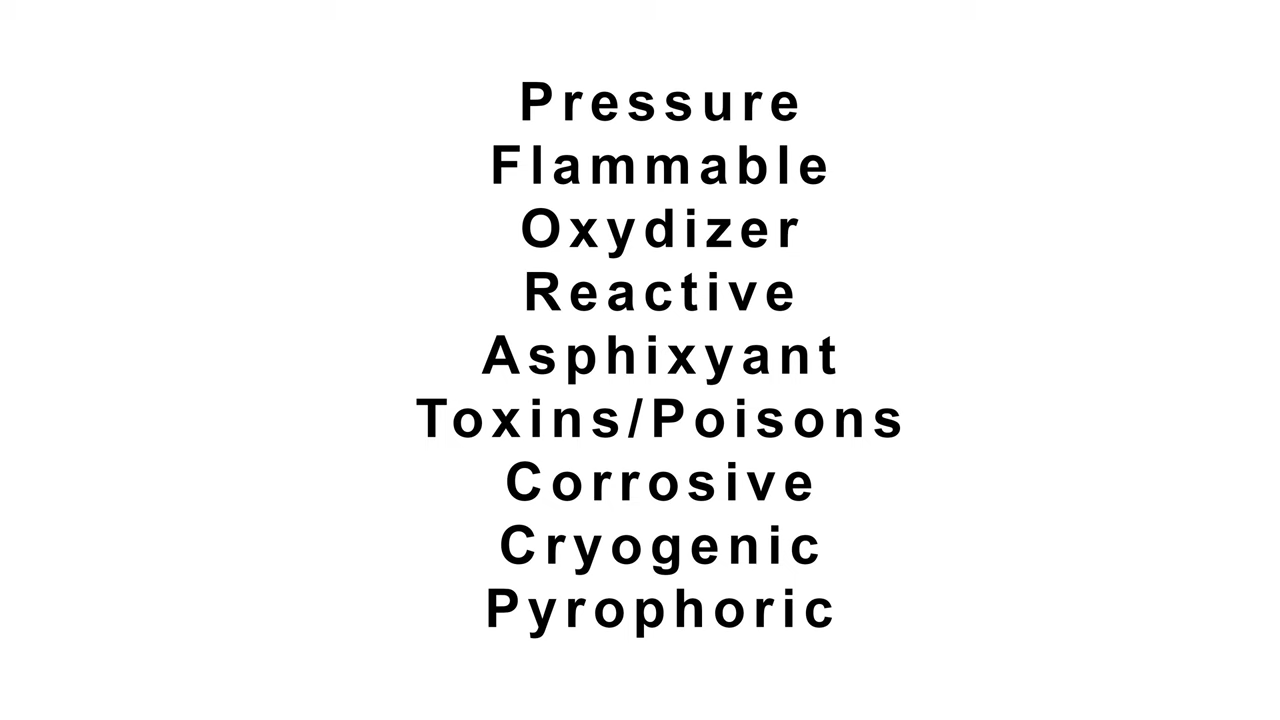 Pressure
Flammable
Oxydizer
Reactive
Asphixyant
Toxins/Poisons
Corrosive
Cryogenic
Pyrophoric